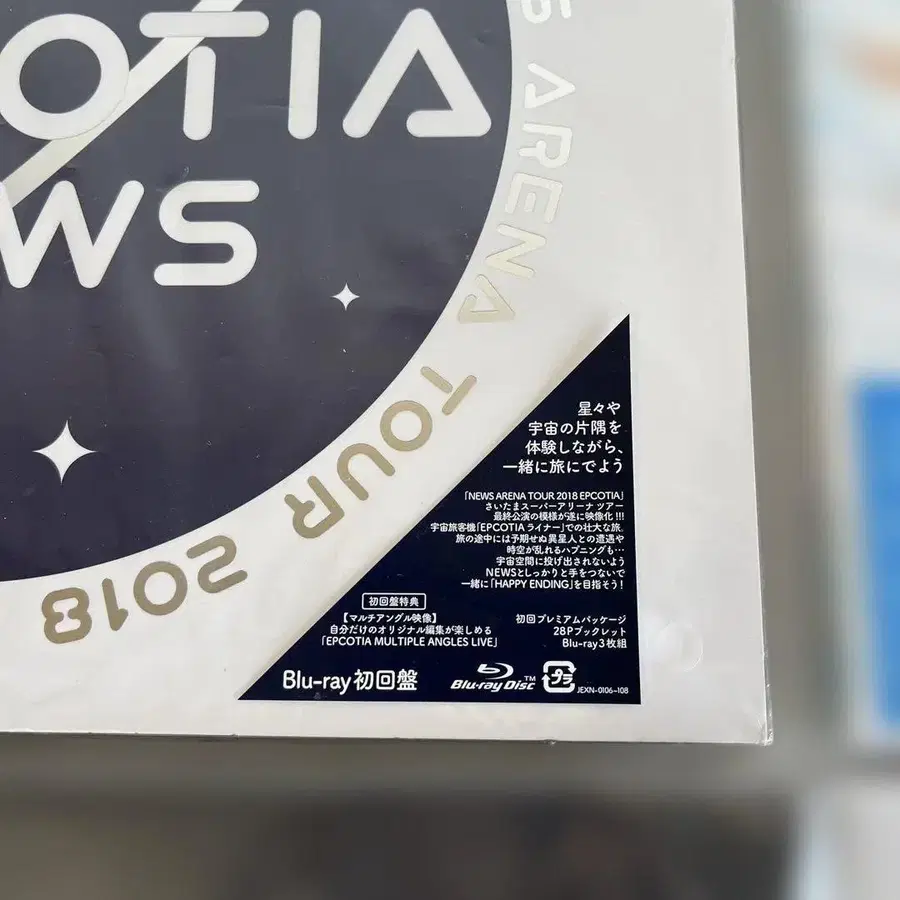 COTIA
WS
S ARENA TOUR 2018
星々や
宇宙の片隅を
体験しながら、
一緒に旅にでよう
「NEWS ARENA TOUR 2018 EPCOTIA」
さいたまスーパーアリーナ ツアー
最終公演の模様が遂に映像化!!!
宇宙旅客機「EPCOTIA ライナー」での壮大な旅。
旅の途中には予期せぬ異星人との遭遇や
時空が乱れるハプニングも…
宇宙空間に投げ出されないよう
NEWSとしっかりと手をつないで
一緒に「HAPPY ENDING」を目指そう!
初回盤特典
【マルチアングル映像】
自分だけのオリジナル編集が楽しめる
「EPCOTIA MULTIPLE ANGLES LIVE」
初回プレミアムパッケージ
28Pブックレット
Blu-ray3枚組
Blu-ray初回盤
Blu-ray Disc™
プラ
JEXN-0106-108